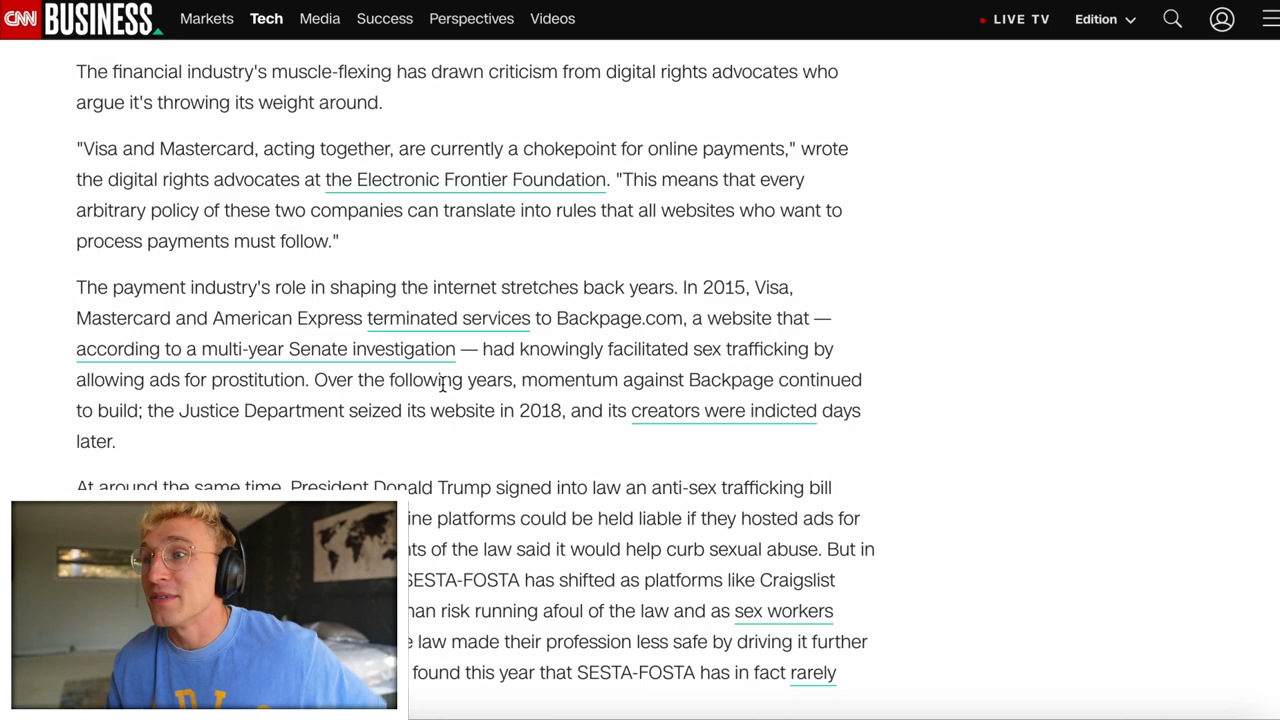 CNN BUSINESS Markets Tech Media Success Perspectives Videos LIVE TV Edition
The financial industry's muscle-flexing has drawn criticism from digital rights advocates who
argue it's throwing its weight around.
"Visa and Mastercard, acting together, are currently a chokepoint for online payments," wrote
the digital rights advocates at the Electronic Frontier Foundation. "This means that every
arbitrary policy of these two companies can translate into rules that all websites who want to
process payments must follow."
The payment industry's role in shaping the internet stretches back years. In 2015, Visa,
Mastercard and American Express terminated services to Backpage.com, a website that —
according to a multi-year Senate investigation — had knowingly facilitated sex trafficking by
allowing ads for prostitution. Over the following years, momentum against Backpage continued
to build; the Justice Department seized its website in 2018, and its creators were indicted days
later.
At around the same time, President Donald Trump signed into law an anti-sex trafficking bill
platforms could be held liable if they hosted ads for
of the law said it would help curb sexual abuse. But in
SESTA-FOSTA has shifted as platforms like Craigslist
risk running afoul of the law and as sex workers
law made their profession less safe by driving it further
found this year that SESTA-FOSTA has in fact rarely